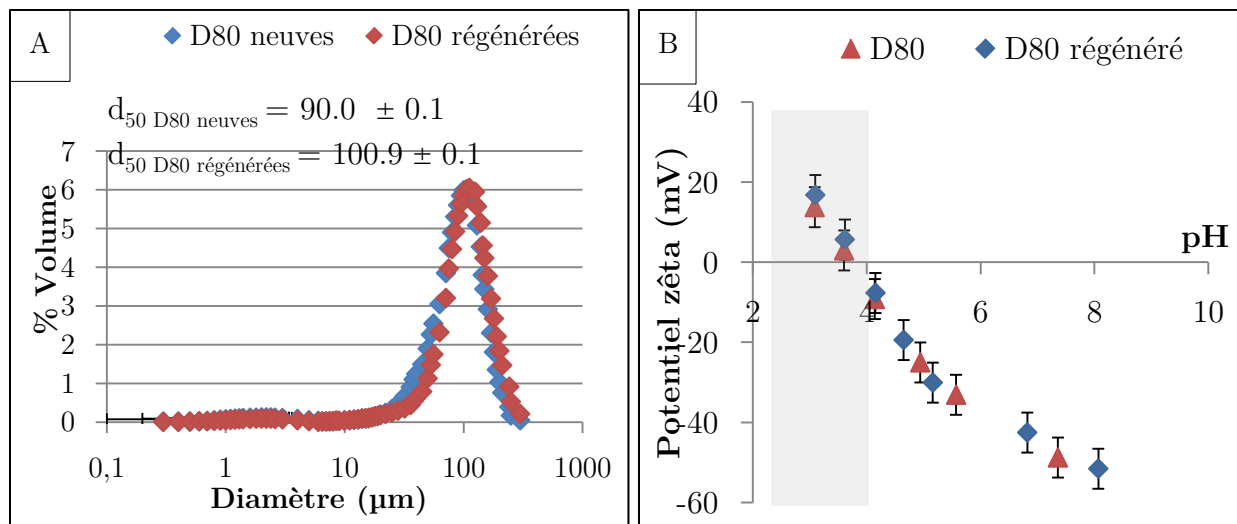 A
D80 neuves
D80 régénérées
d50 D80 neuves = 90.0 ± 0.1
d50 D80 régénérées = 100.9 ± 0.1
7
6
5
4
3
2
1
0
% Volume
0,1
1
10
100
1000
Diamètre (µm)
B
D80
D80 régénéré
40
20
0
-20
-40
-60
Potentiel zêta (mV)
pH
2
4
6
8
10